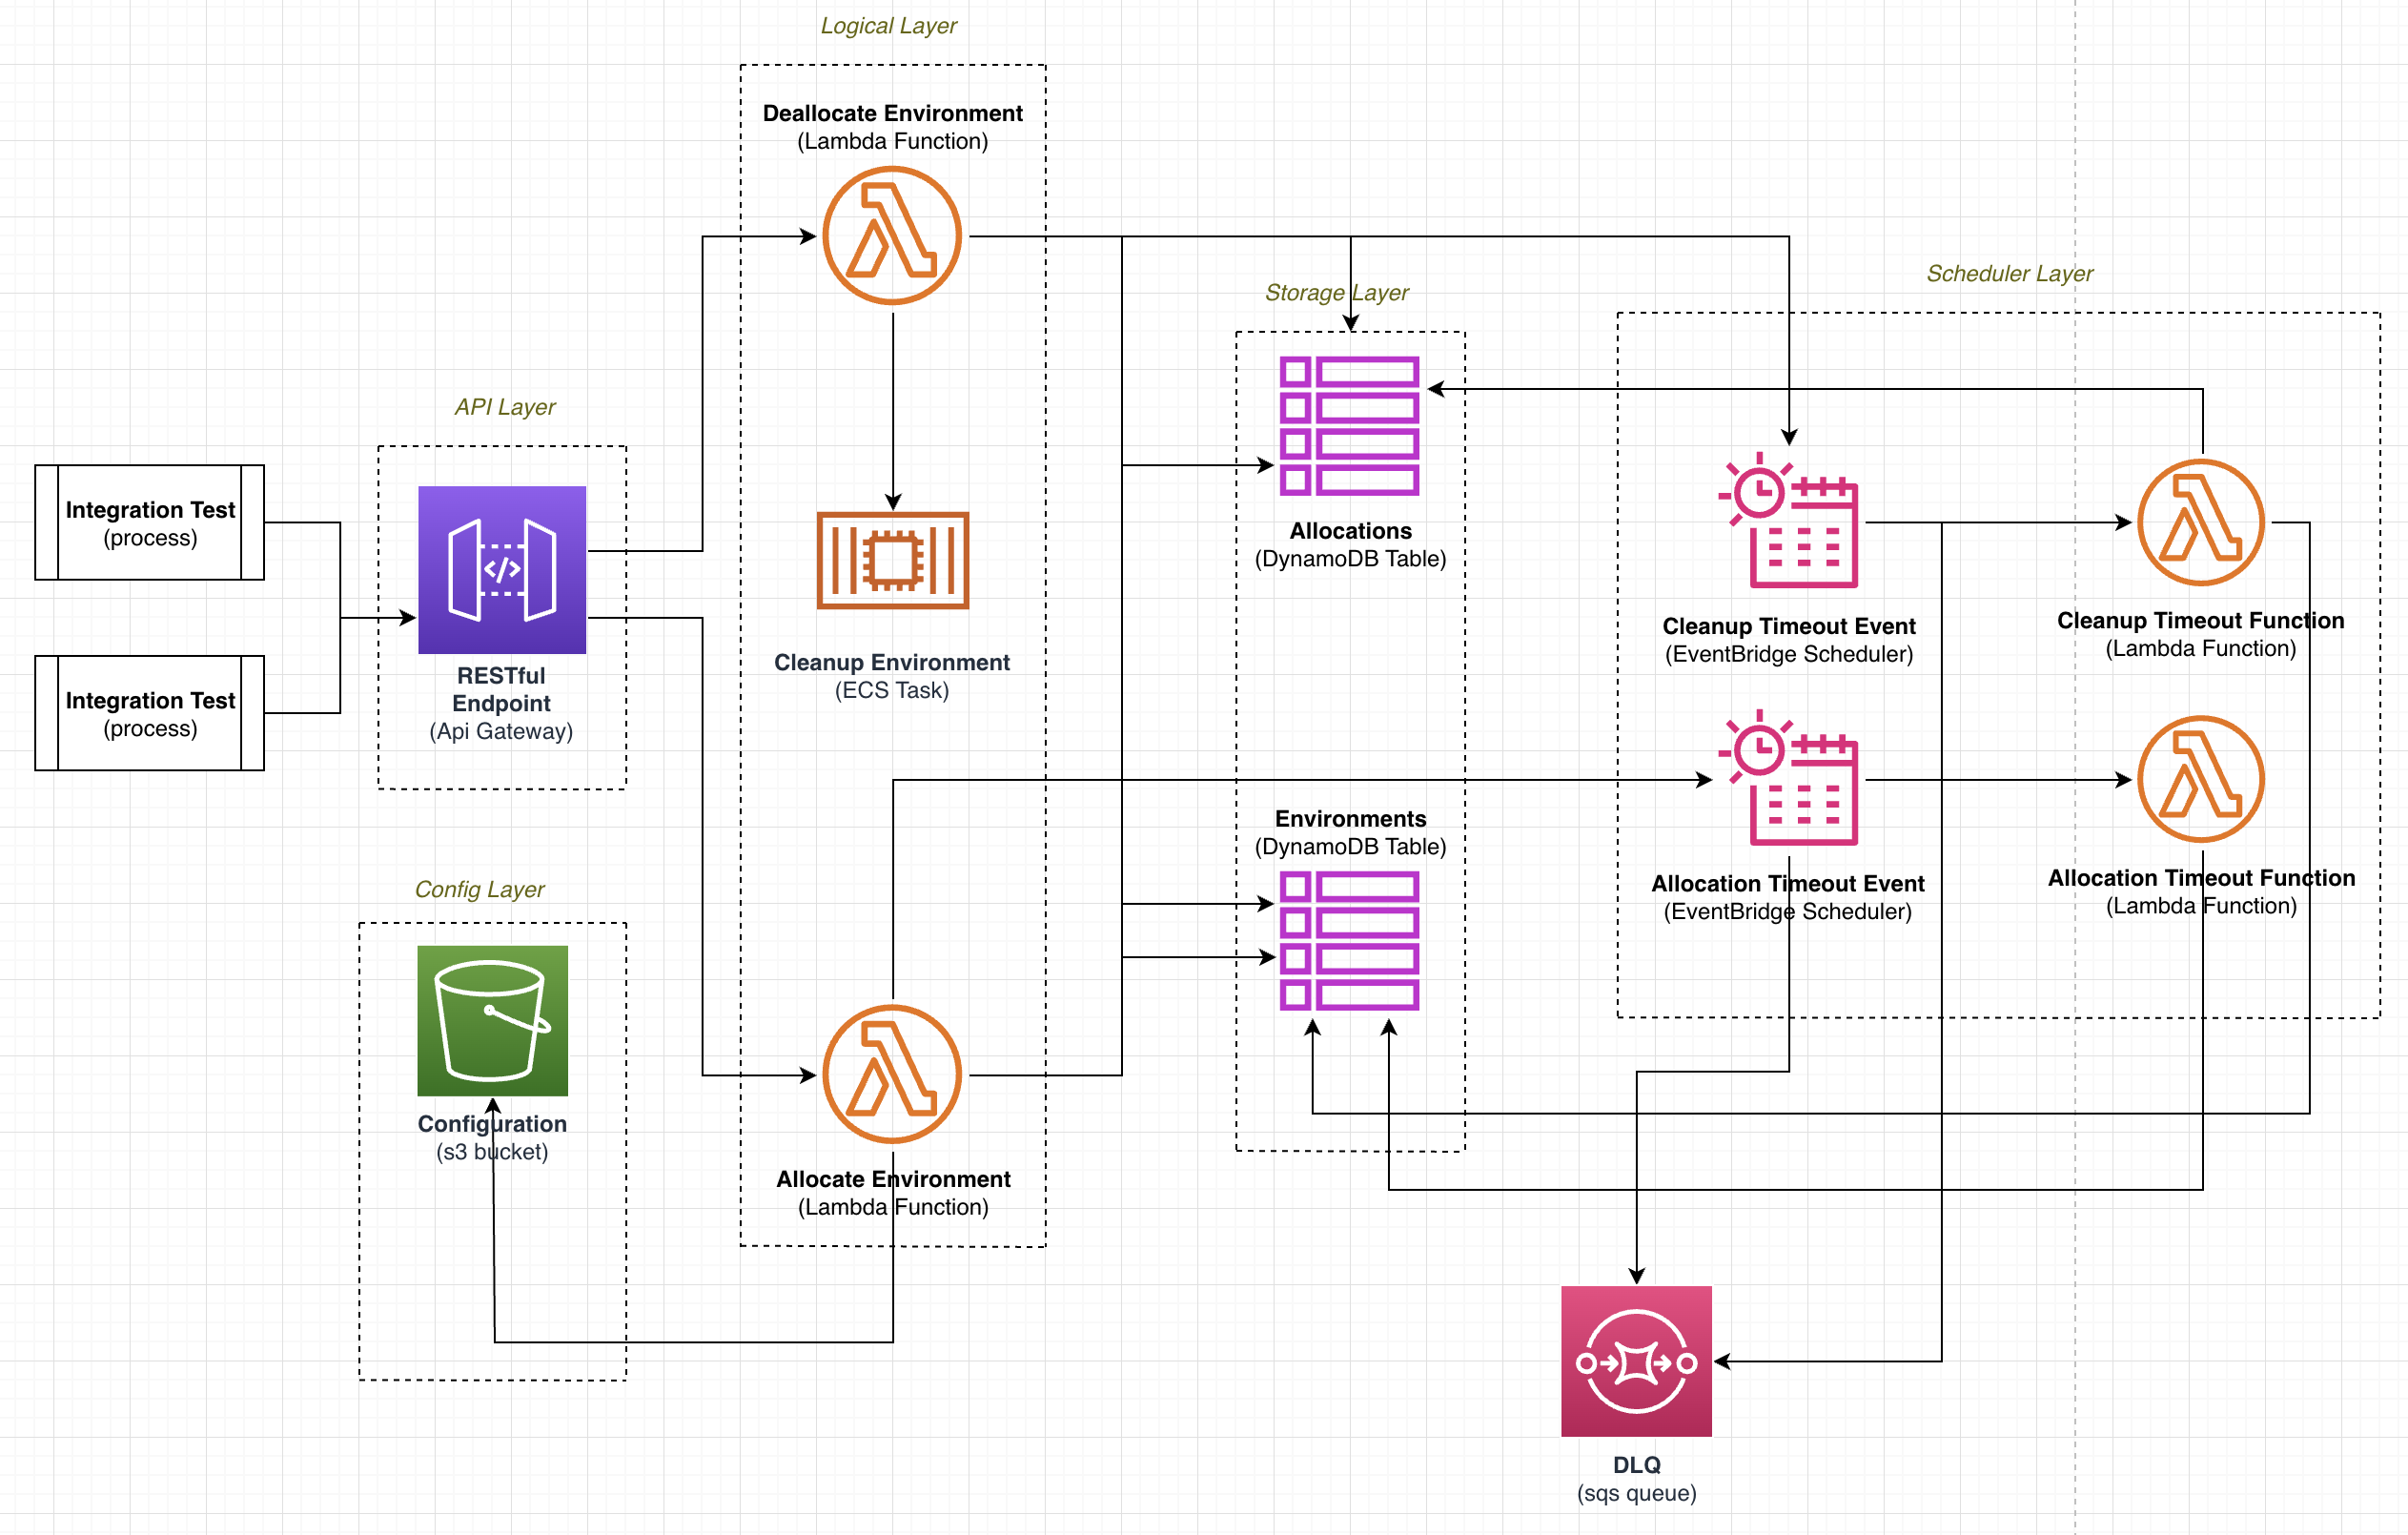 Logical Layer
Deallocate Environment
(Lambda Function)
Storage Layer
Scheduler Layer
API Layer
Integration Test
(process)
Integration Test
(process)
RESTful
Endpoint
(Api Gateway)
Cleanup Environment
(ECS Task)
Allocations
(DynamoDB Table)
Cleanup Timeout Event
(EventBridge Scheduler)
Cleanup Timeout Function
(Lambda Function)
Environments
(DynamoDB Table)
Allocation Timeout Event
(EventBridge Scheduler)
Allocation Timeout Function
(Lambda Function)
Config Layer
Configuration
(s3 bucket)
Allocate Environment
(Lambda Function)
DLQ
(sqs queue)